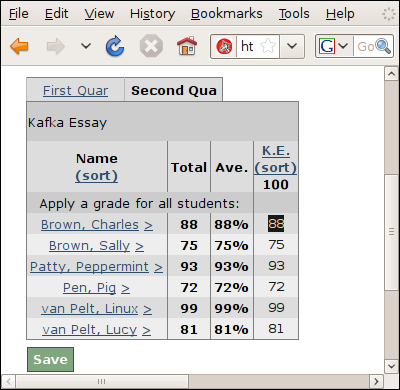 File Edit View History Bookmarks Tools Help
ht G Go
First Quar Second Qua
Kafka Essay
Name (sort) Total Ave. K.E. (sort) 100
Apply a grade for all students:
Brown, Charles > 88 88% 88
Brown, Sally > 75 75% 75
Patty, Peppermint > 93 93% 93
Pen, Pig > 72 72% 72
van Pelt, Linux > 99 99% 99
van Pelt, Lucy > 81 81% 81
Save